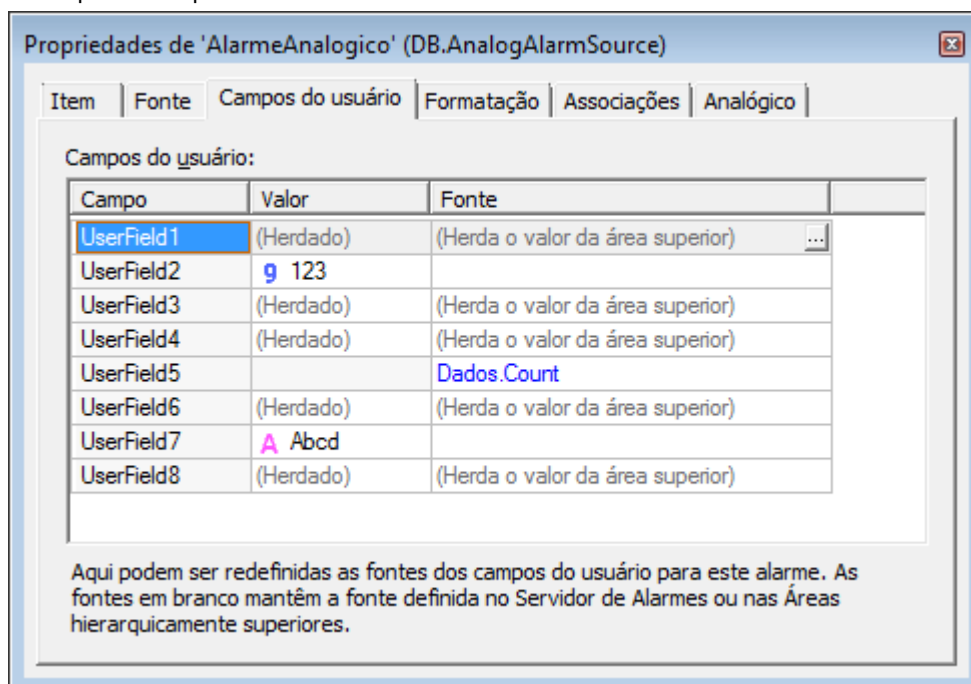 Propriedades de 'AlarmeAnalogico' (DB.AnalogAlarmSource)
Item Fonte Campos do usuário Formatação Associações Analógico
Campos do usuário:
Campo Valor Fonte
UserField1 (Herdado) (Herda o valor da área superior) ...
UserField2 9 123
UserField3 (Herdado) (Herda o valor da área superior)
UserField4 (Herdado) (Herda o valor da área superior)
UserField5 Dados.Count
UserField6 (Herdado) (Herda o valor da área superior)
UserField7 A Abcd
UserField8 (Herdado) (Herda o valor da área superior)
Aqui podem ser redefinidas as fontes dos campos do usuário para este alarme. As
fontes em branco mantêm a fonte definida no Servidor de Alarmes ou nas Áreas
hierarquicamente superiores.